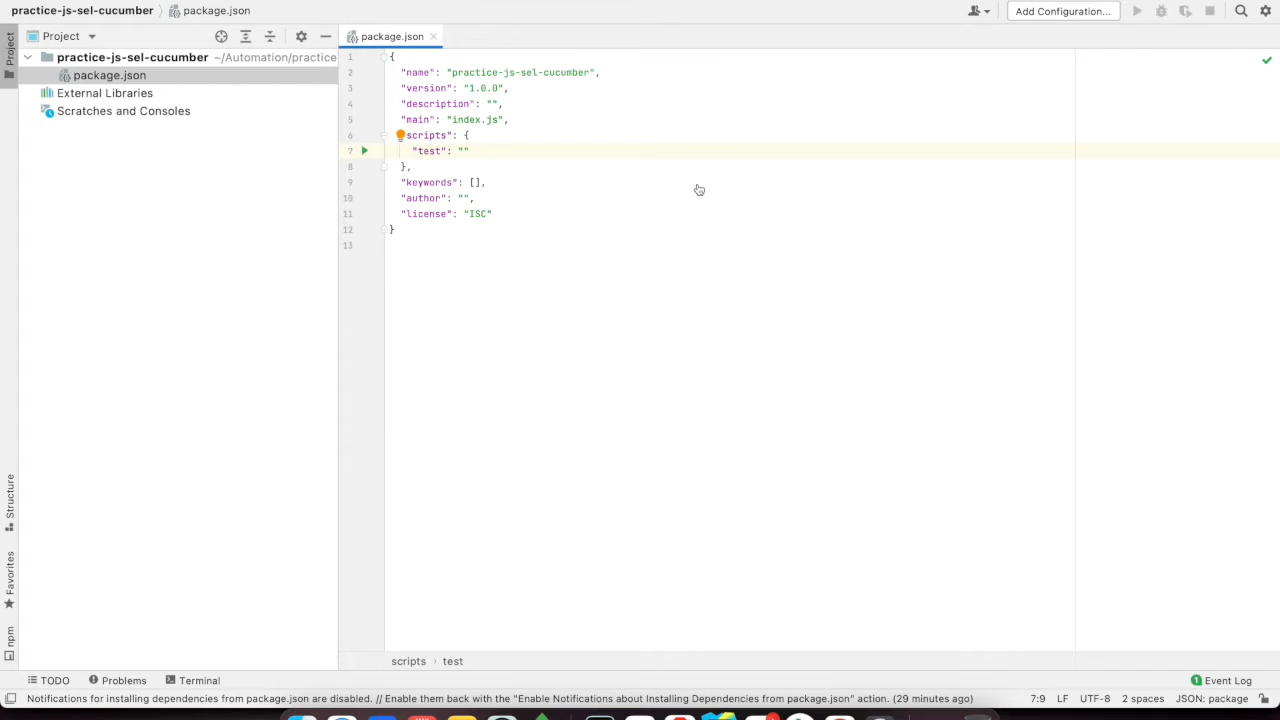 practice-js-sel-cucumber package.json
Add Configuration...
Project
package.json
Project
practice-js-sel-cucumber ~/Automation/practice
package.json
External Libraries
Scratches and Consoles
1 {
2 "name": "practice-js-sel-cucumber",
3 "version": "1.0.0",
4 "description": "",
5 "main": "index.js",
6 scripts": {
7 "test": ""
8 },
9 "keywords": [],
10 "author": "",
11 "license": "ISC"
12 }
13
Structure
Favorites
npm
scripts › test
TODO
Problems
Terminal
1 Event Log
Notifications for installing dependencies from package.json are disabled. // Enable them back with the "Enable Notifications about Installing Dependencies from package.json" action. (29 minutes ago)
7:9 LF UTF-8 2 spaces JSON: package